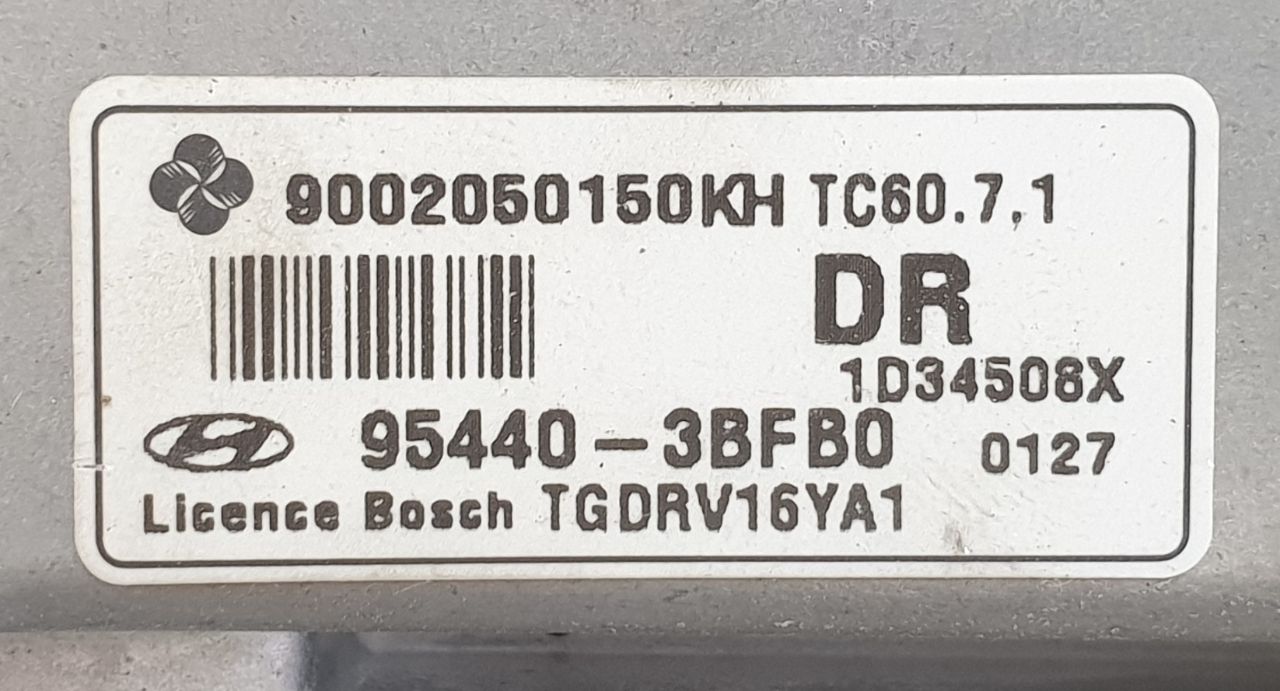 9002050150KH TC60.7.1
DR
1D34508X
95440-3BFB0 0127
Licence Bosch TGDRV16YA1